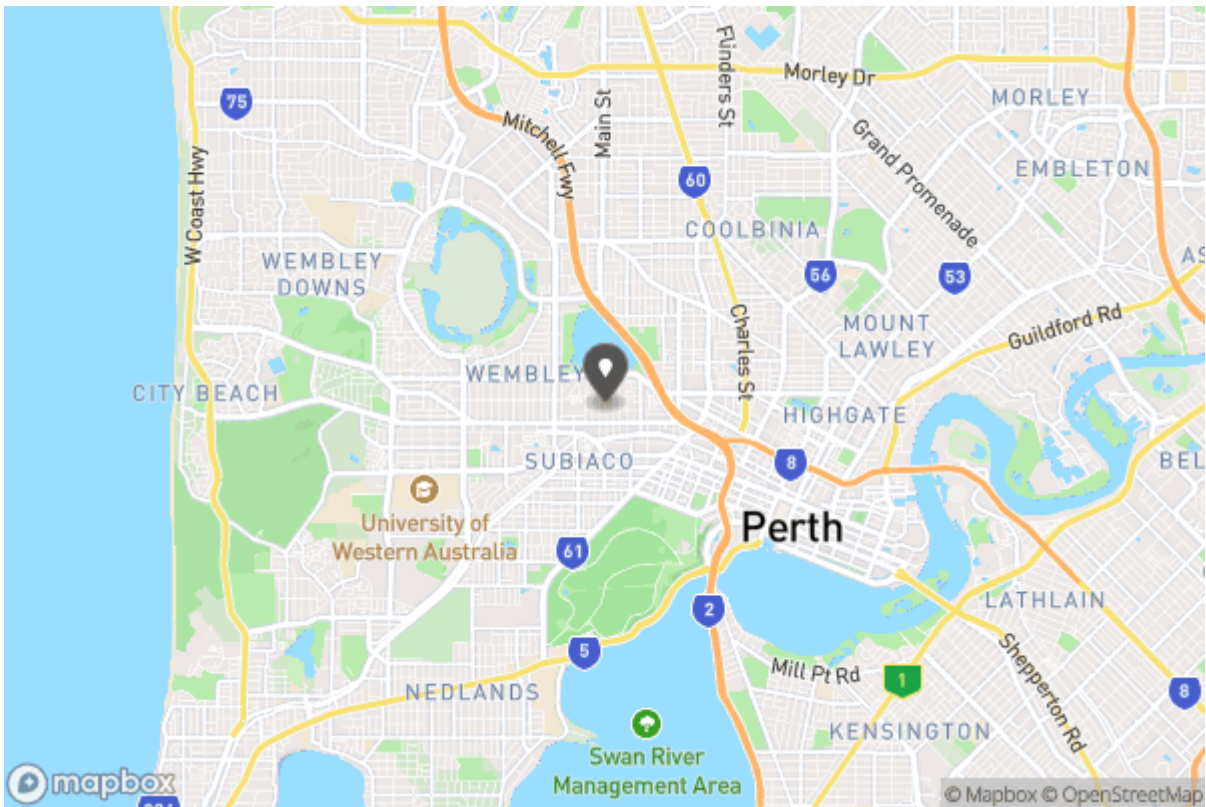 Flinders St
Morley Dr
MORLEY
75
Mitchell Fwy
Main St
Grand Promenade
EMBLETON
60
W Coast Hwy
COOLBINIA
WEMBLEY
DOWNS
56
53
AS
Charles St
MOUNT
LAWLEY
Guildford Rd
WEMBLEY
CITY BEACH
HIGHGATE
SUBIACO
8
BEL
University of
Western Australia
Perth
61
2
LATHLAIN
5
Mill Pt Rd
1
Shepperton Rd
8
NEDLANDS
KENSINGTON
Swan River
Management Area
mapbox
© Mapbox © OpenStreetMap